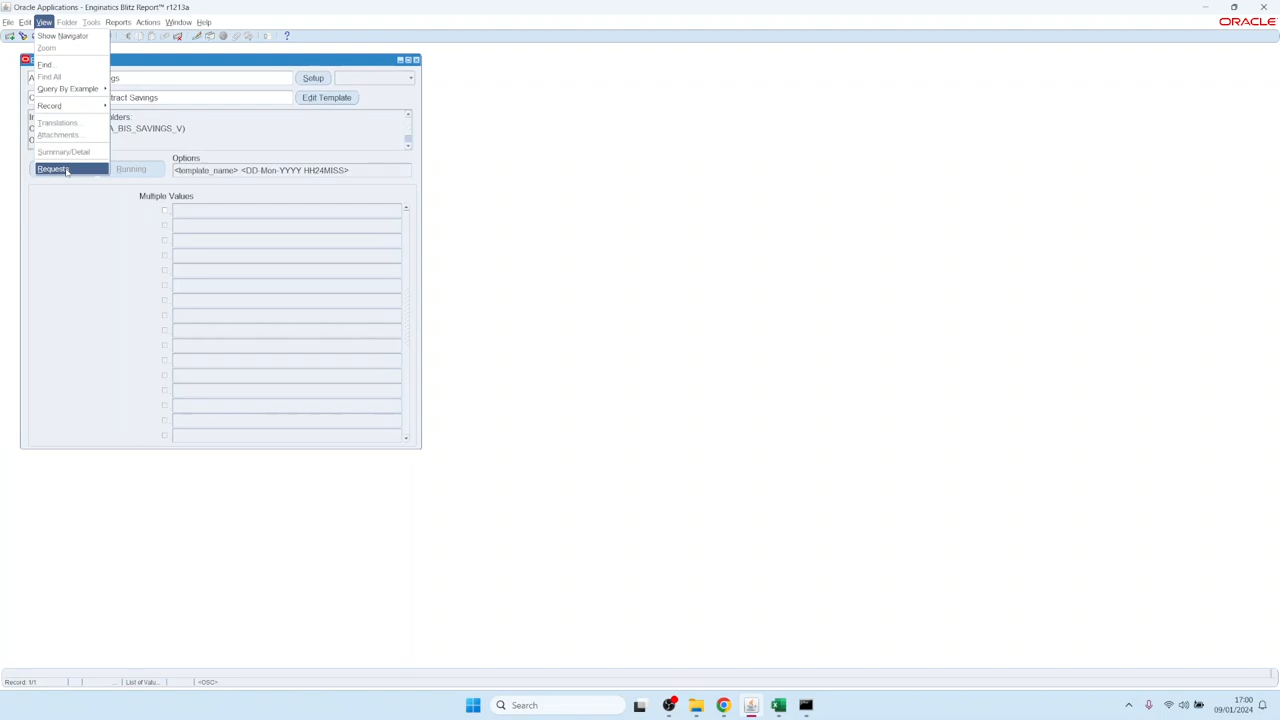 Oracle Applications - Enginatics Blitz Report™ r1213a
File Edit View Folder Tools Reports Actions Window Help
ORACLE
Show Navigator
Zoom
Find...
Find All
Query By Example
Record
Translations...
Attachments...
Summary/Detail
Requests
Setup
tract Savings
Edit Template
olders:
A_BIS_SAVINGS_V)
Running
Options
<template_name> <DD-Mon-YYYY HH24MISS>
Multiple Values
Record: 1/1
...
List of Valu...
<OSC>
Search
17:00
09/01/2024